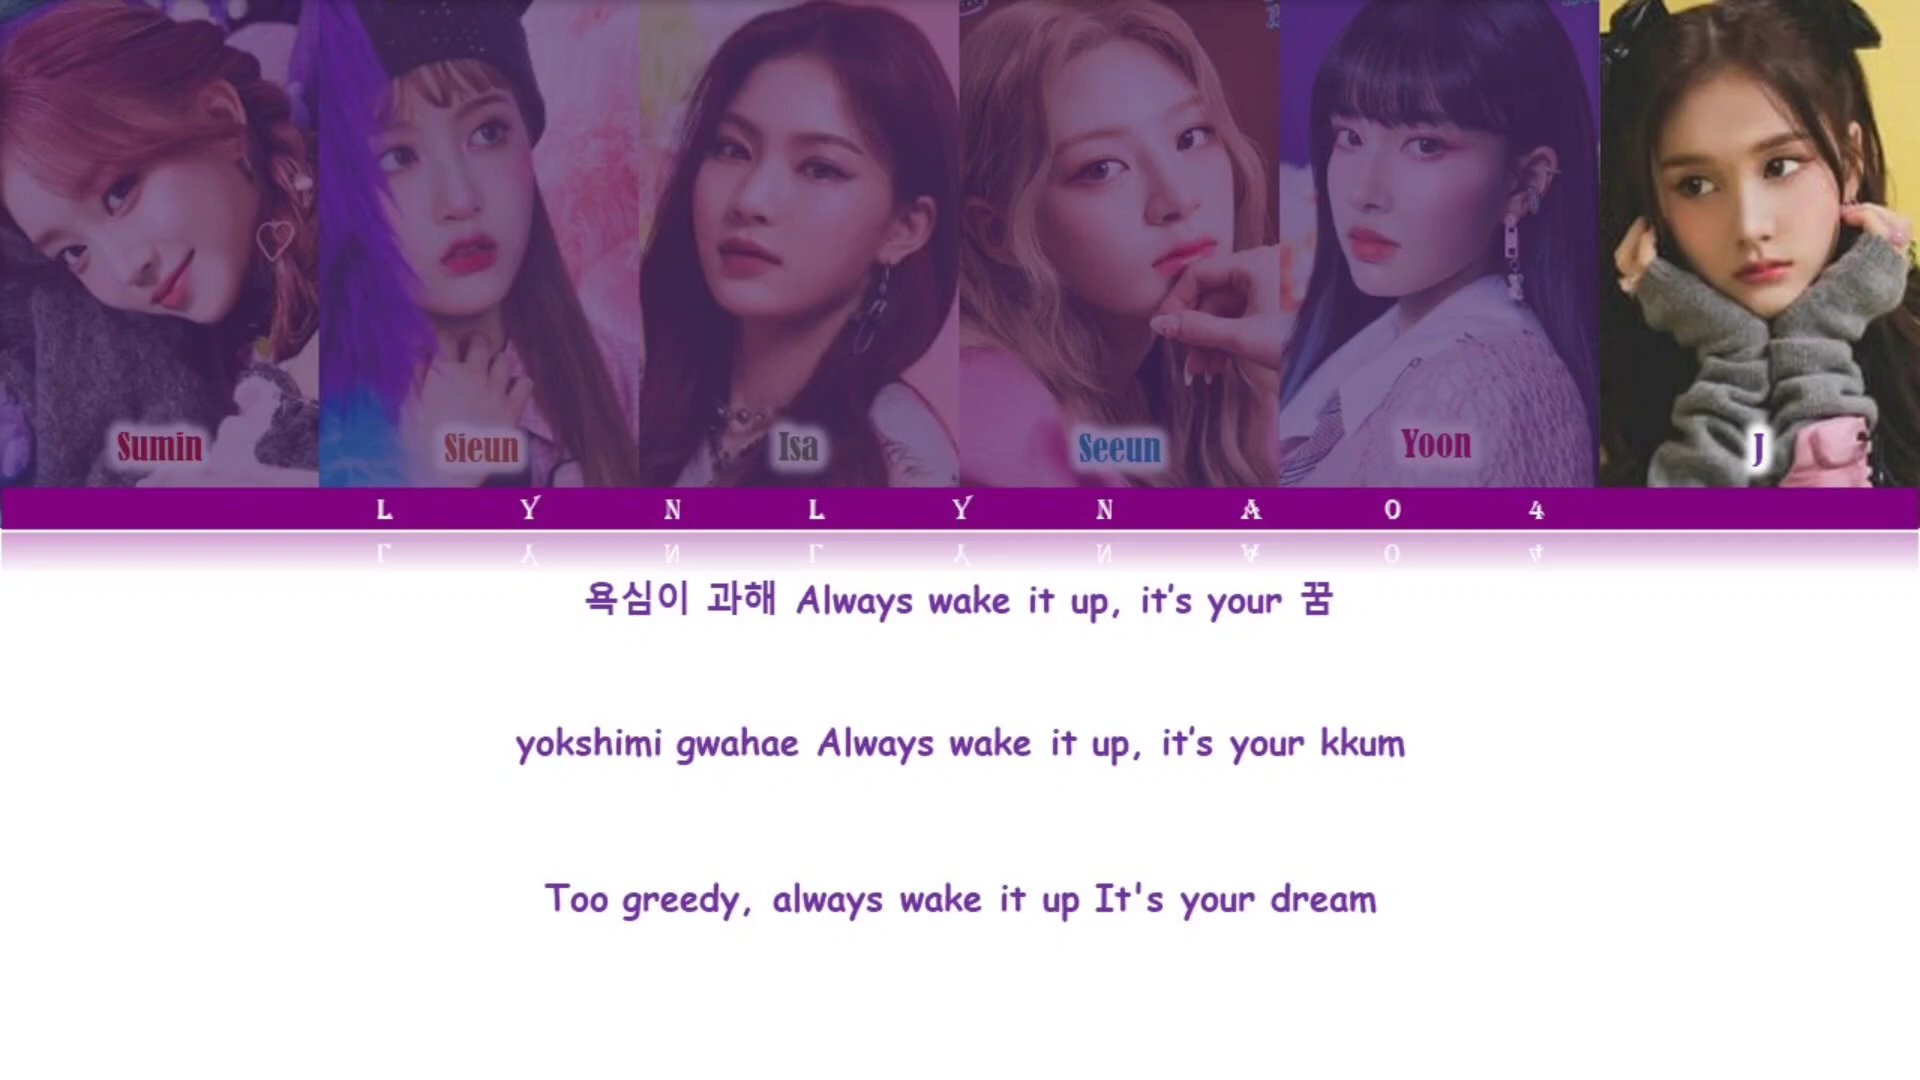 Sumin
Sieun
Isa
Seeun
Yoon
J
L Y N L Y N A 0 4
욕심이 과해 Always wake it up, it’s your 꿈
yokshimi gwahae Always wake it up, it’s your kkum
Too greedy, always wake it up It's your dream